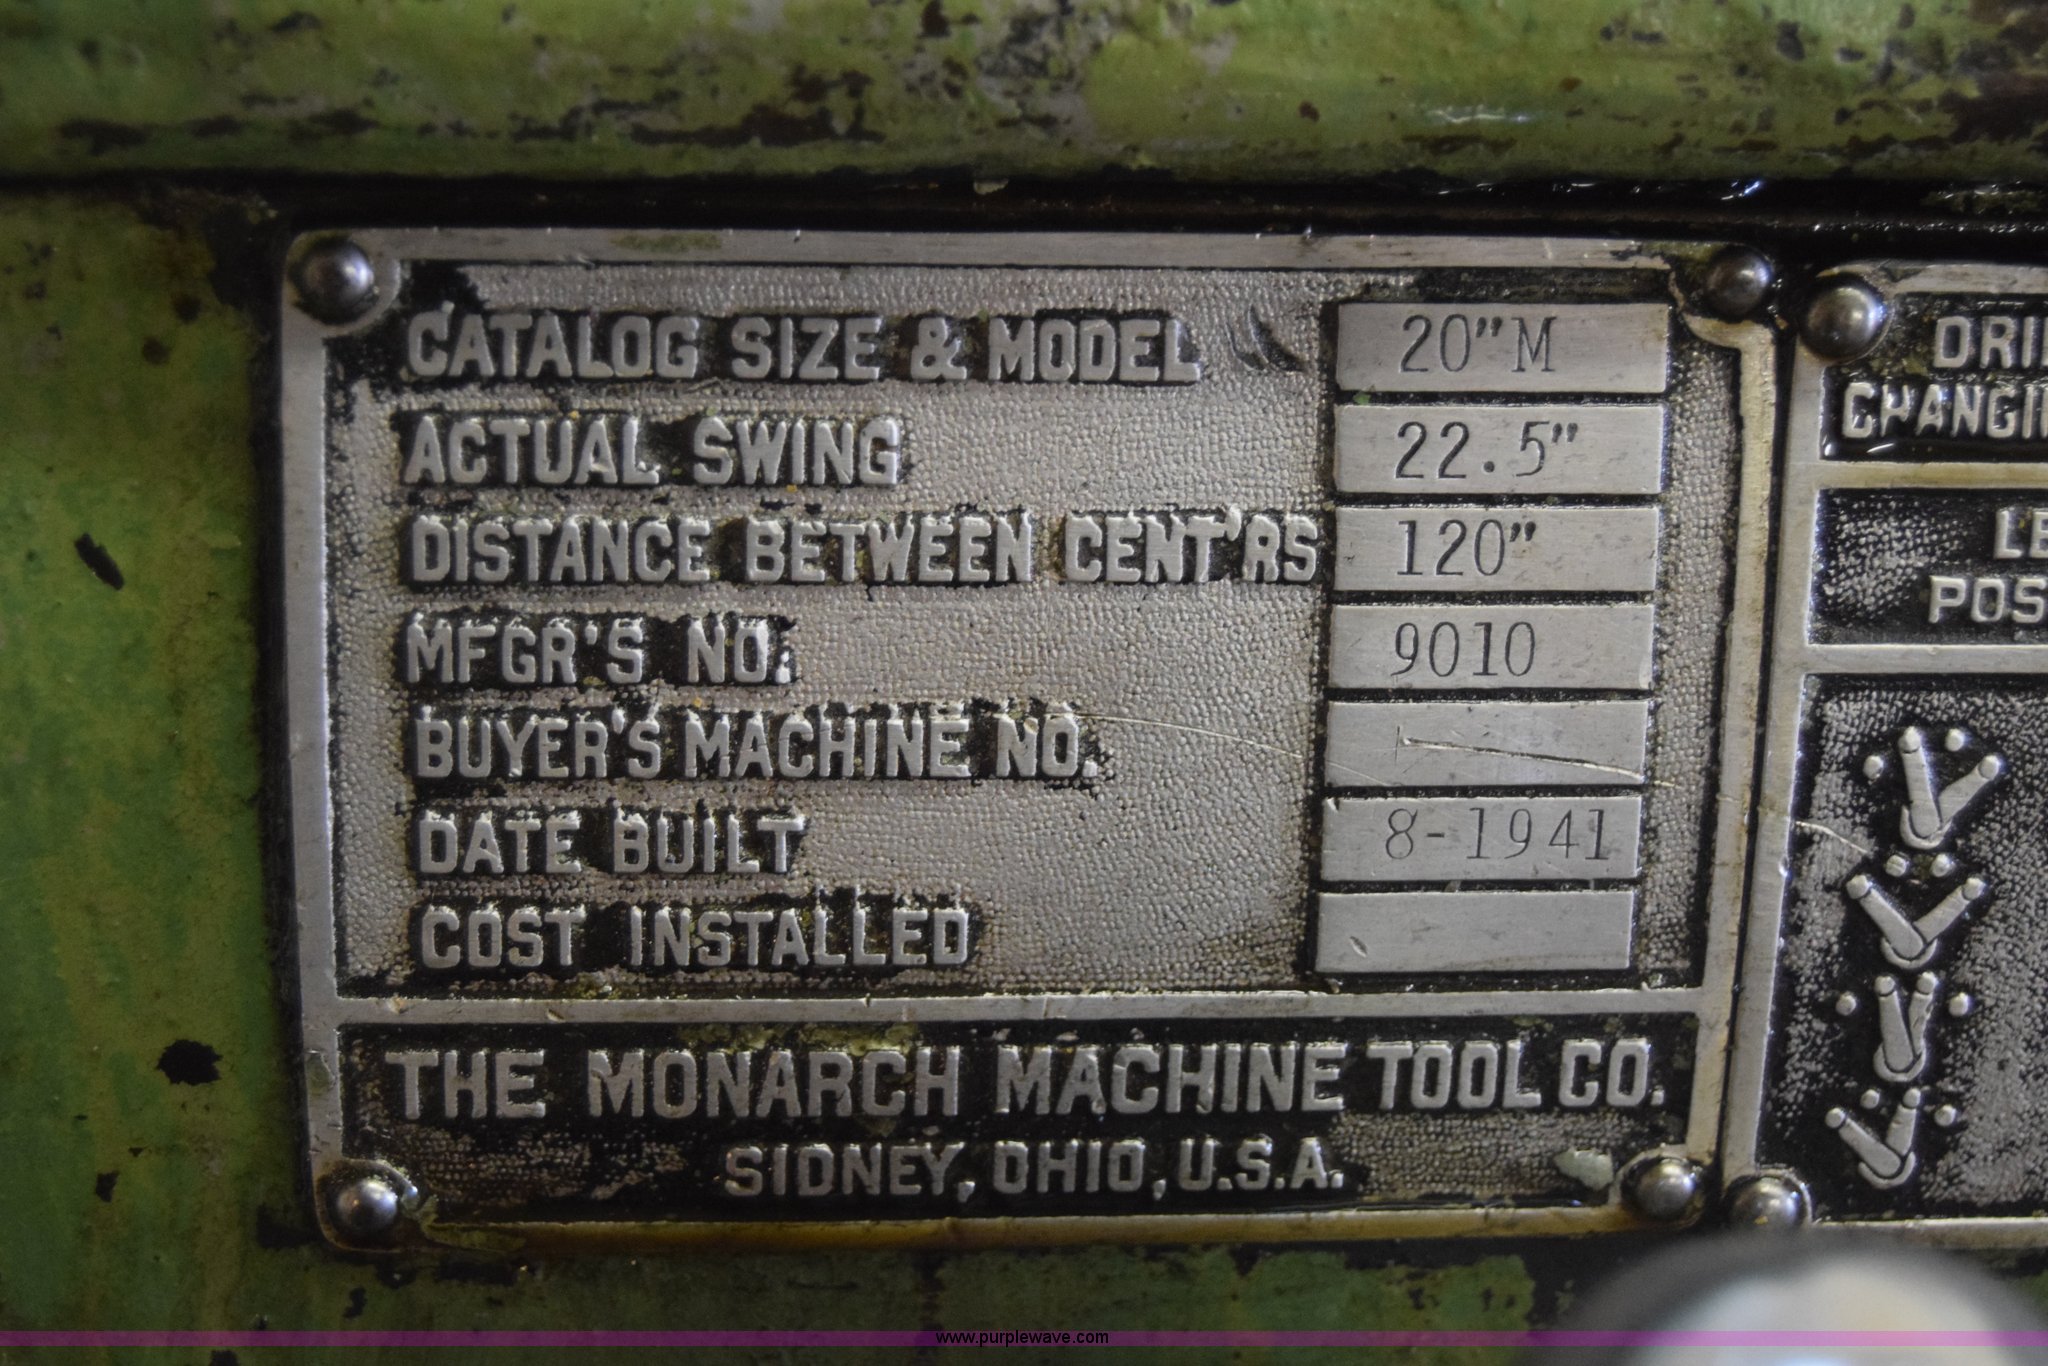 CATALOG SIZE & MODEL 20"M
ACTUAL SWING 22.5"
DISTANCE BETWEEN CENT'RS 120"
MFGR'S NO. 9010
BUYER'S MACHINE NO.
DATE BUILT 8-1941
COST INSTALLED
THE MONARCH MACHINE TOOL CO.
SIDNEY, OHIO, U.S.A.
www.purplewave.com